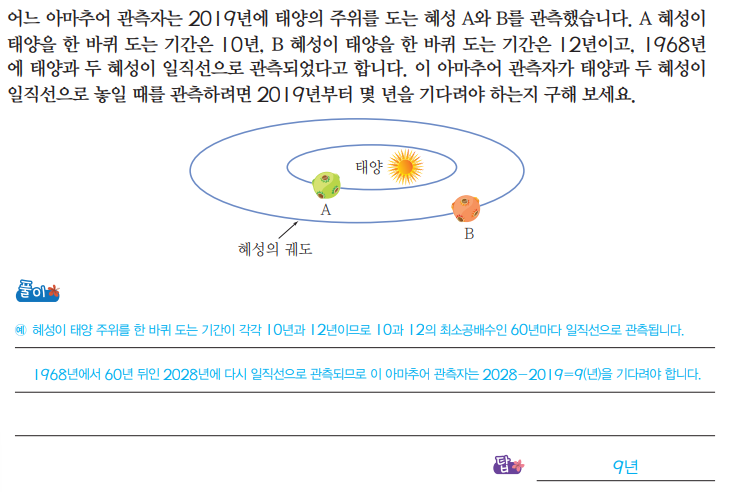 어느 아마추어 관측자는 2019년에 태양의 주위를 도는 혜성 A와 B를 관측했습니다. A 혜성이
태양을 한 바퀴 도는 기간은 10년, B 혜성이 태양을 한 바퀴 도는 기간은 12년이고, 1968년
에 태양과 두 혜성이 일직선으로 관측되었다고 합니다. 이 아마추어 관측자가 태양과 두 혜성이
일직선으로 놓일 때를 관측하려면 2019년부터 몇 년을 기다려야 하는지 구해 보세요.
태양
A
B
혜성의 궤도
풀이
예 혜성이 태양 주위를 한 바퀴 도는 기간이 각각 10년과 12년이므로 10과 12의 최소공배수인 60년마다 일직선으로 관측됩니다.
1968년에서 60년 뒤인 2028년에 다시 일직선으로 관측되므로 이 아마추어 관측자는 2028-2019=9(년)을 기다려야 합니다.
답 9년